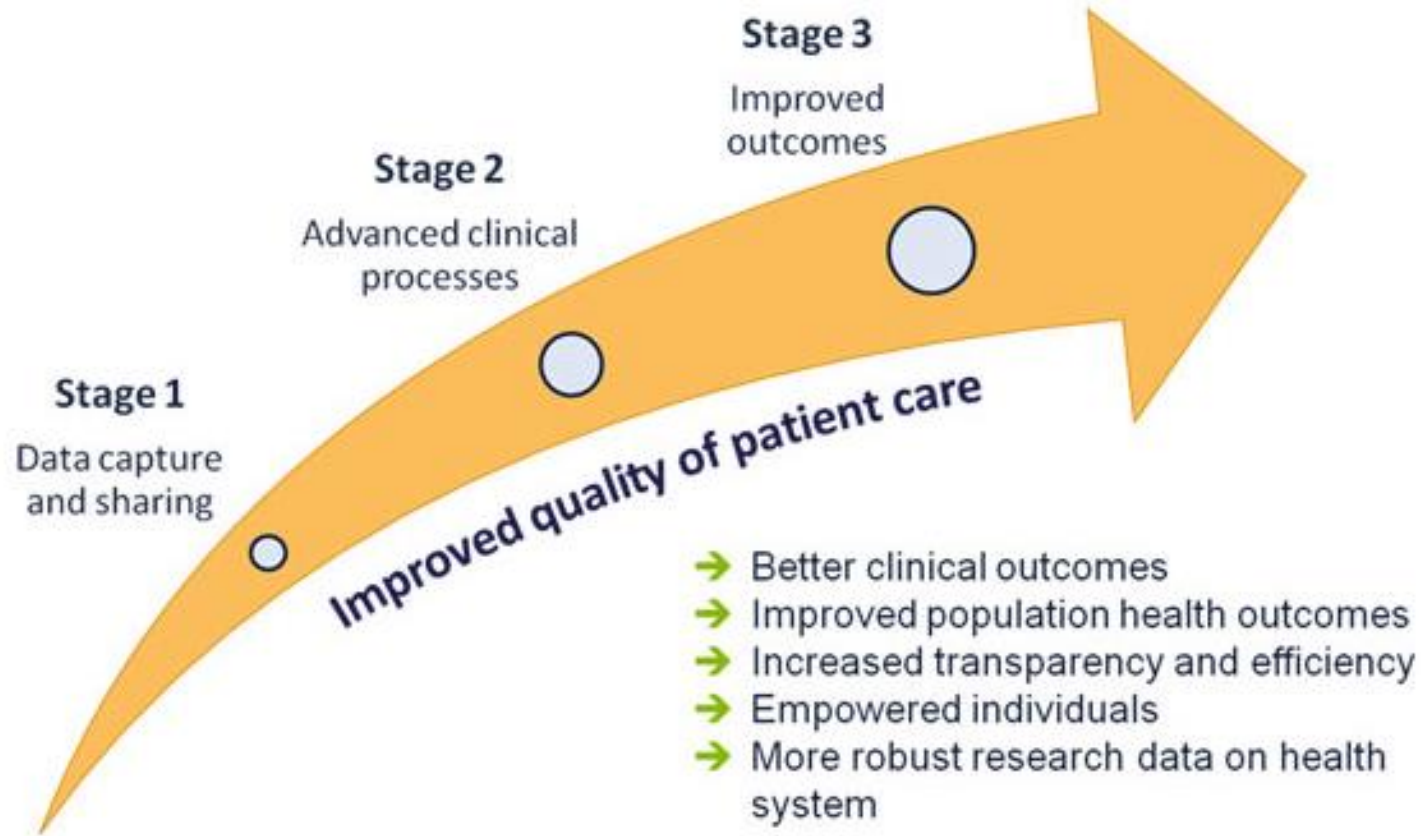 Stage 3
Improved
outcomes
Stage 2
Advanced clinical
processes
Stage 1
Data capture
and sharing
Improved quality of patient care
➔ Better clinical outcomes
➔ Improved population health outcomes
➔ Increased transparency and efficiency
➔ Empowered individuals
➔ More robust research data on health
system